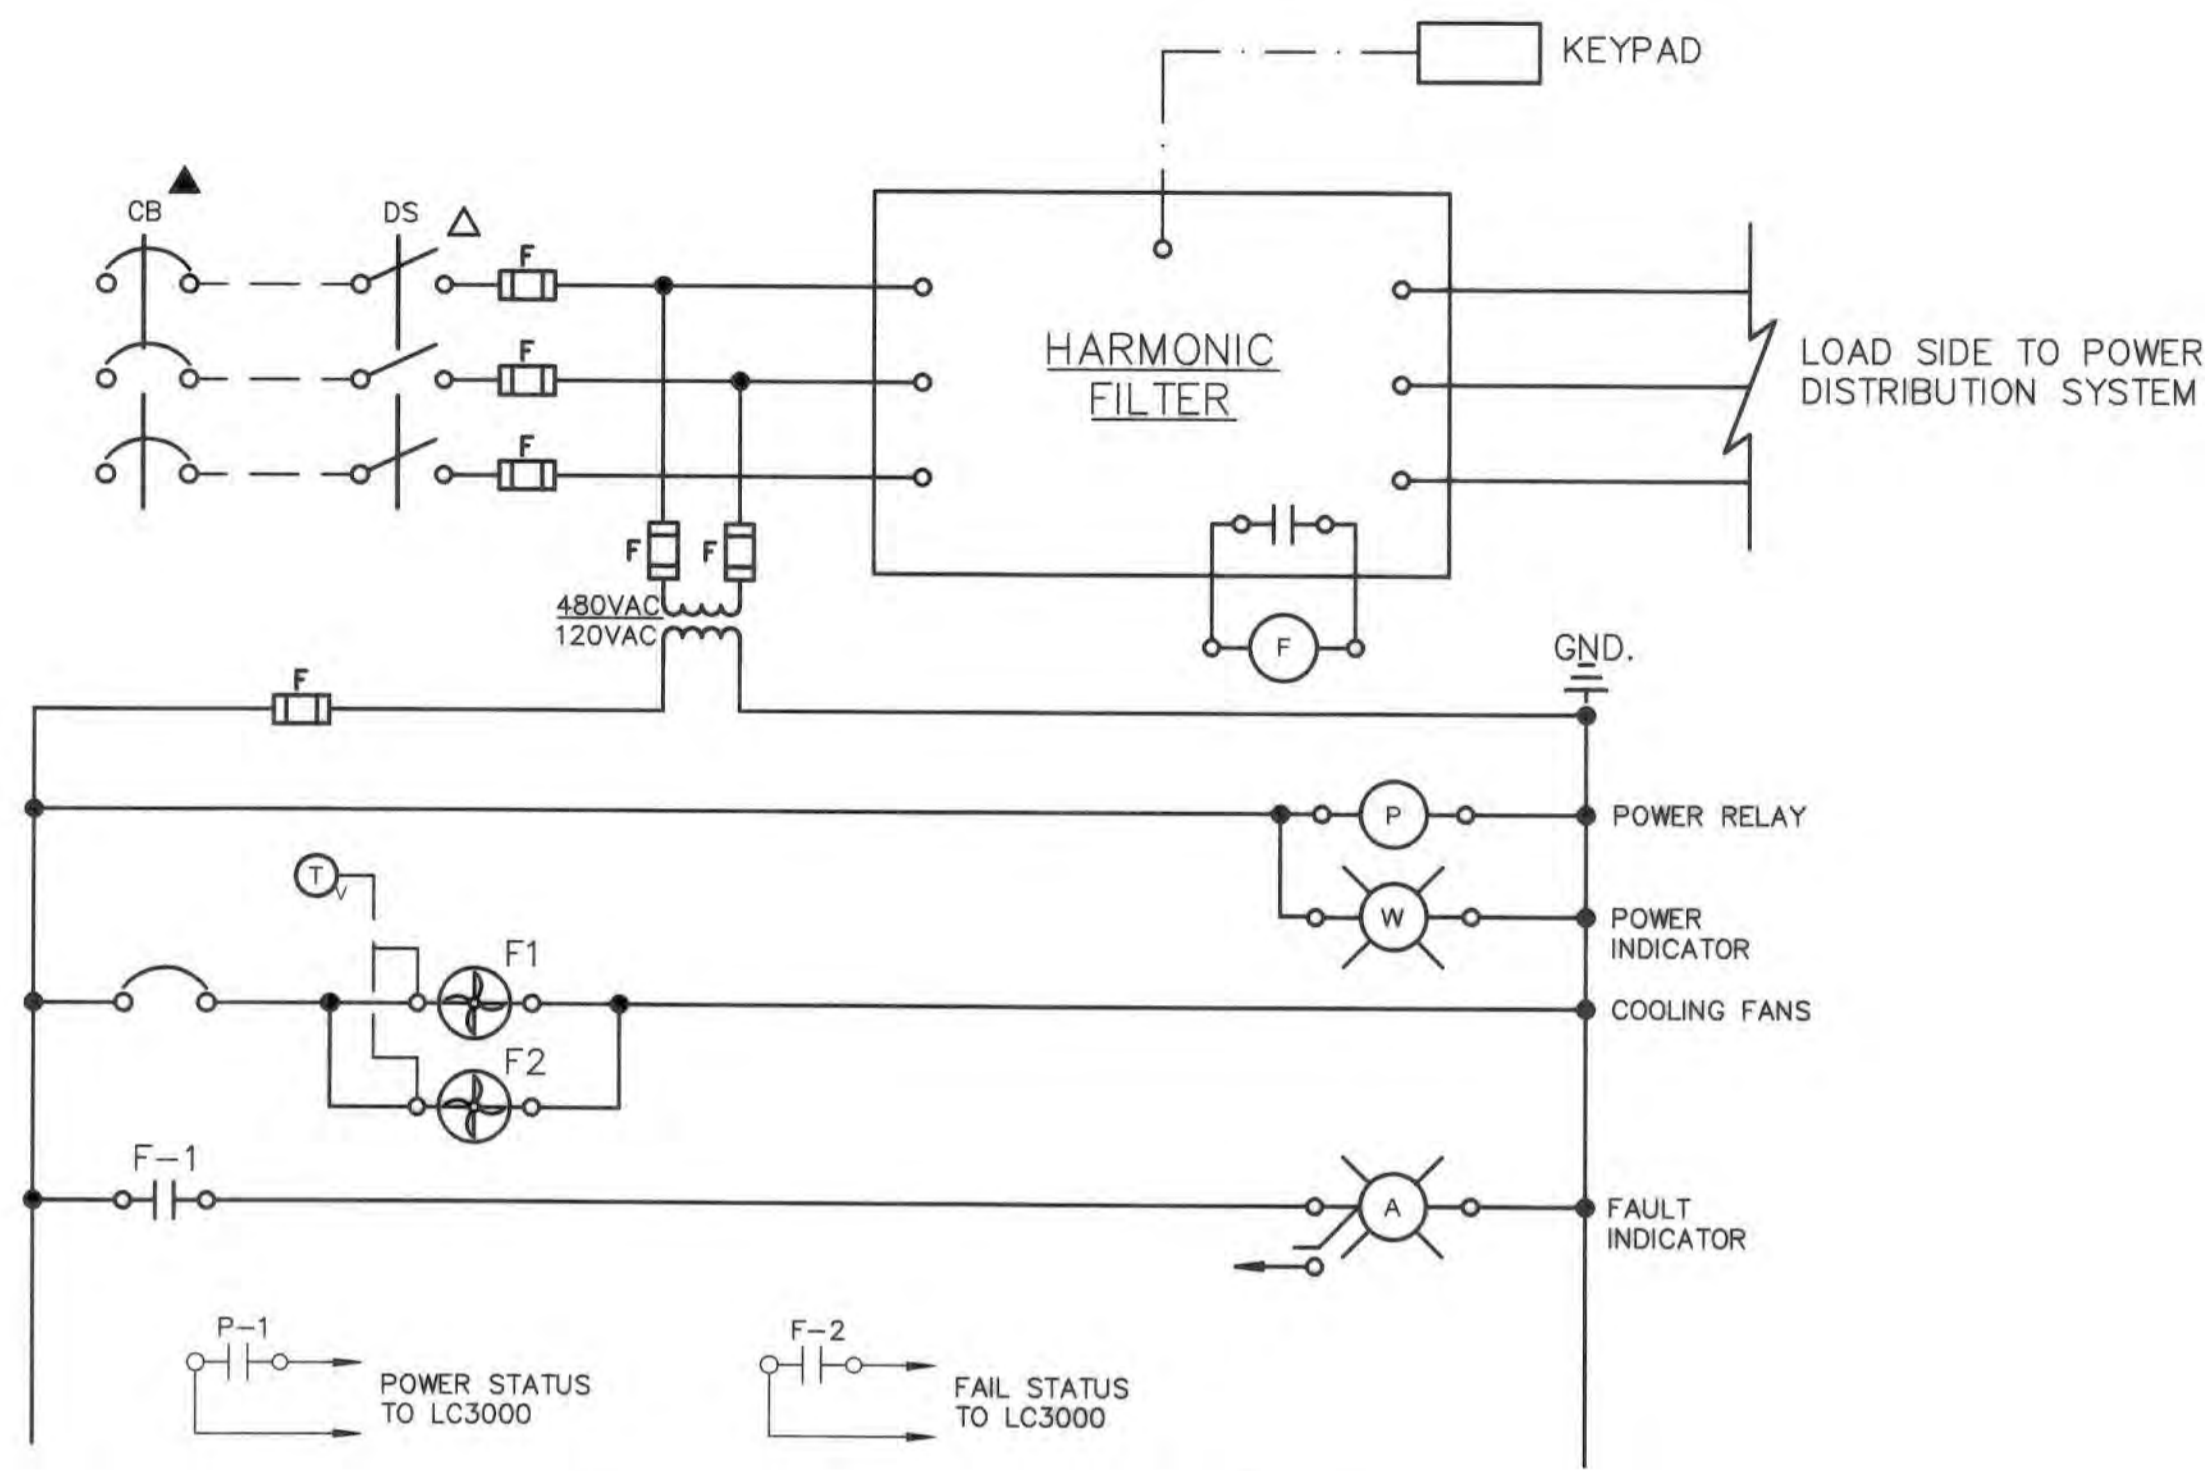 KEYPAD
CB
DS
F
F
F
HARMONIC
FILTER
LOAD SIDE TO POWER
DISTRIBUTION SYSTEM
F
F
480VAC
120VAC
F
GND.
F
P
POWER RELAY
T
V
W
POWER
INDICATOR
F1
COOLING FANS
F2
F-1
A
FAULT
INDICATOR
P-1
POWER STATUS
TO LC3000
F-2
FAIL STATUS
TO LC3000